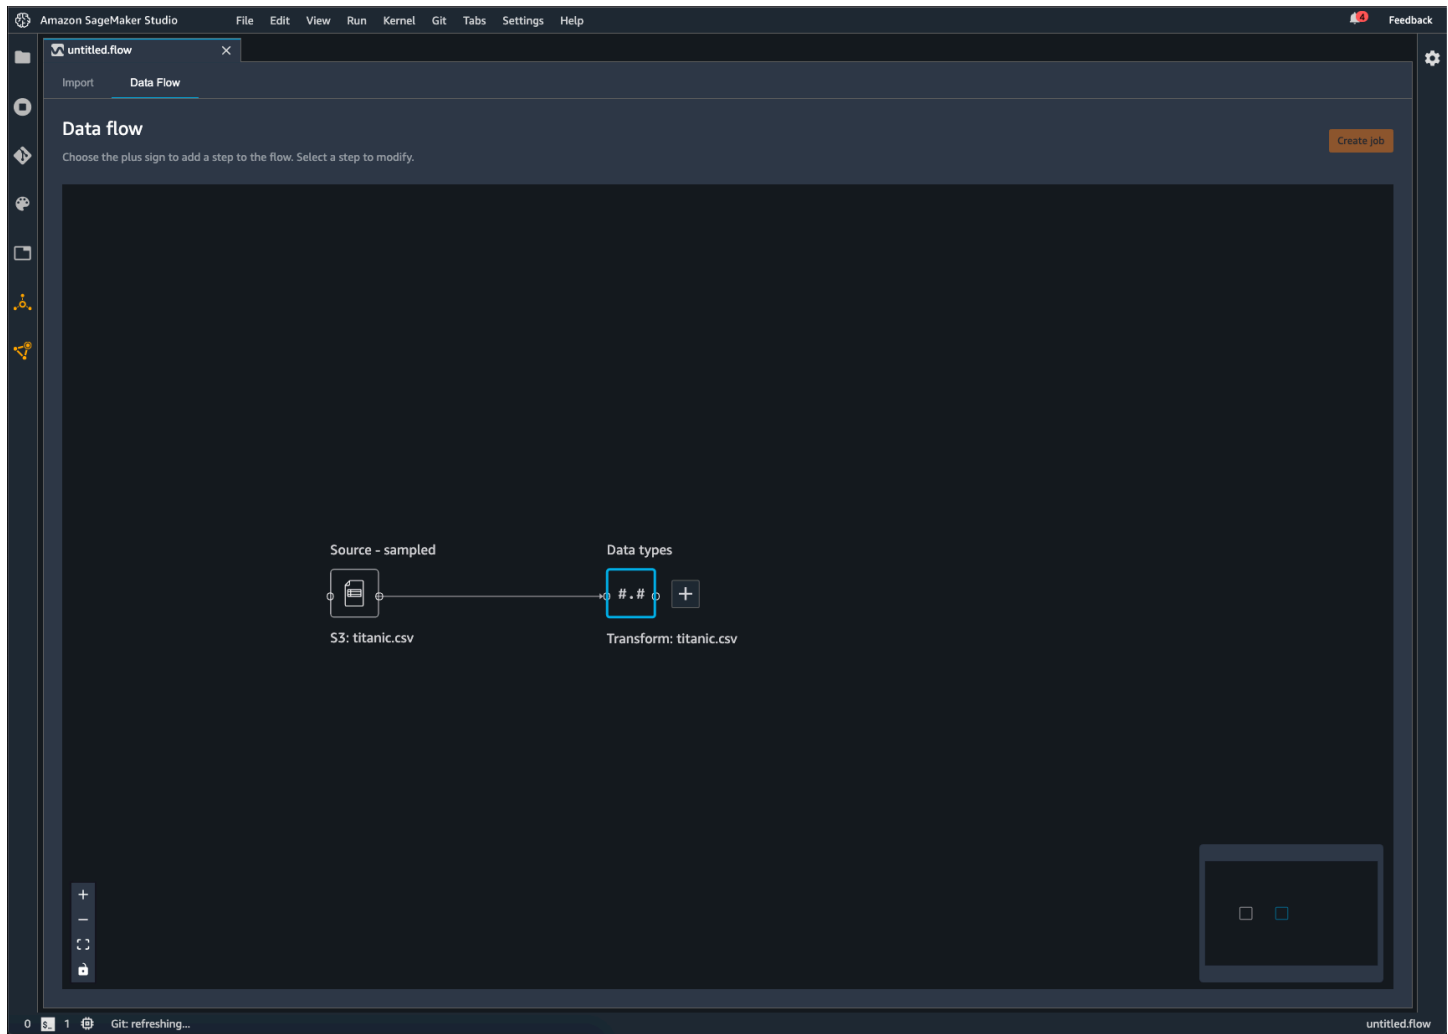 Amazon SageMaker Studio File Edit View Run Kernel Git Tabs Settings Help 4 Feedback
untitled.flow
Import Data Flow
Data flow
Create job
Choose the plus sign to add a step to the flow. Select a step to modify.
Source - sampled Data types
#.#
S3: titanic.csv Transform: titanic.csv
0 $_ 1 Git: refreshing... untitled.flow